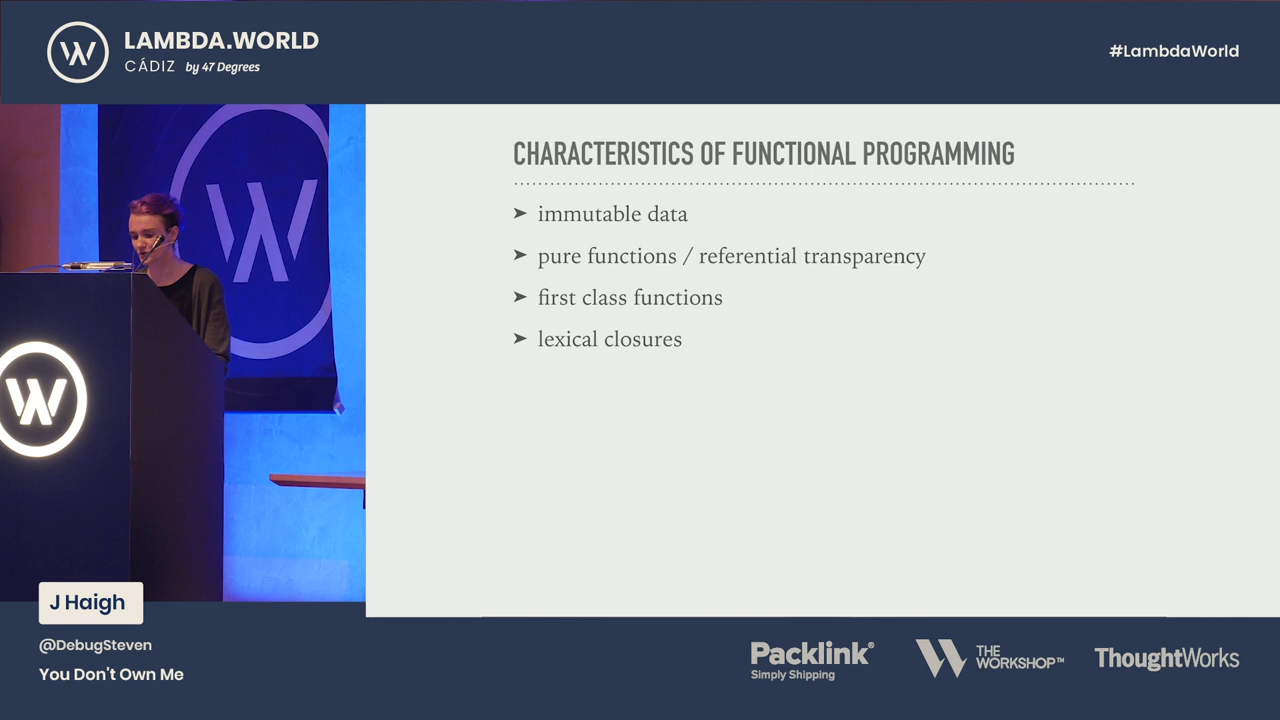 LAMBDA.WORLD
CÁDIZ by 47 Degrees
#LambdaWorld
CHARACTERISTICS OF FUNCTIONAL PROGRAMMING
➤ immutable data
➤ pure functions / referential transparency
➤ first class functions
➤ lexical closures
J Haigh
@DebugSteven
You Don't Own Me
Packlink®
Simply Shipping
THE
WORKSHOP™
ThoughtWorks